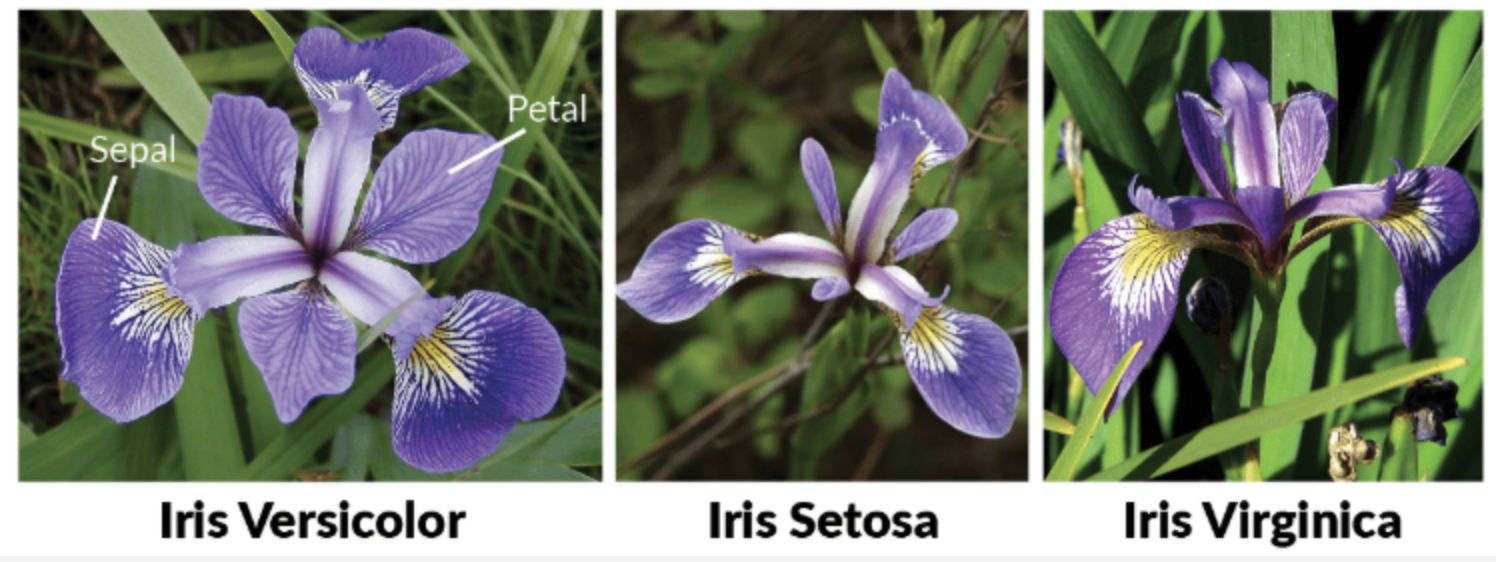 Sepal
Petal
Iris Versicolor
Iris Setosa
Iris Virginica